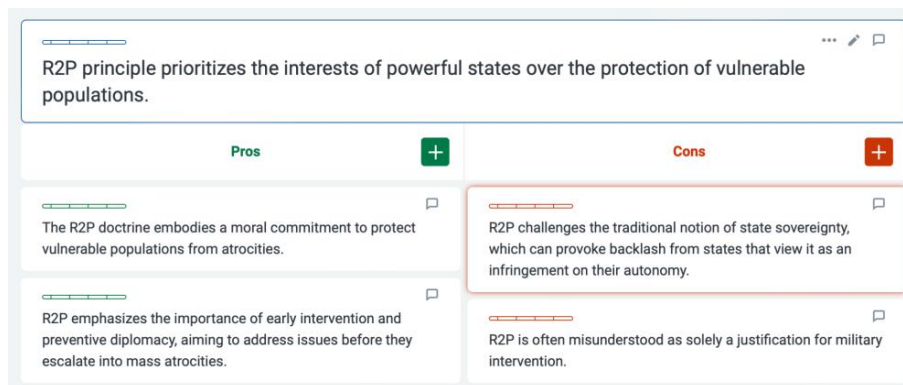 R2P principle prioritizes the interests of powerful states over the protection of vulnerable
populations.
Pros
Cons
The R2P doctrine embodies a moral commitment to protect
vulnerable populations from atrocities.
R2P emphasizes the importance of early intervention and
preventive diplomacy, aiming to address issues before they
escalate into mass atrocities.
R2P challenges the traditional notion of state sovereignty,
which can provoke backlash from states that view it as an
infringement on their autonomy.
R2P is often misunderstood as solely a justification for military
intervention.